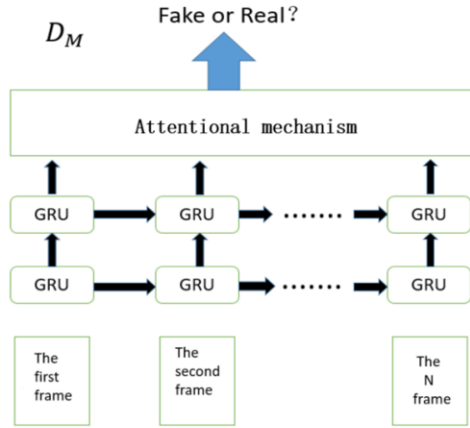 Fake or Real?
D_M
Attentional mechanism
GRU GRU ....... GRU
GRU GRU ....... GRU
The
first
frame
The
second
frame
The
N
frame